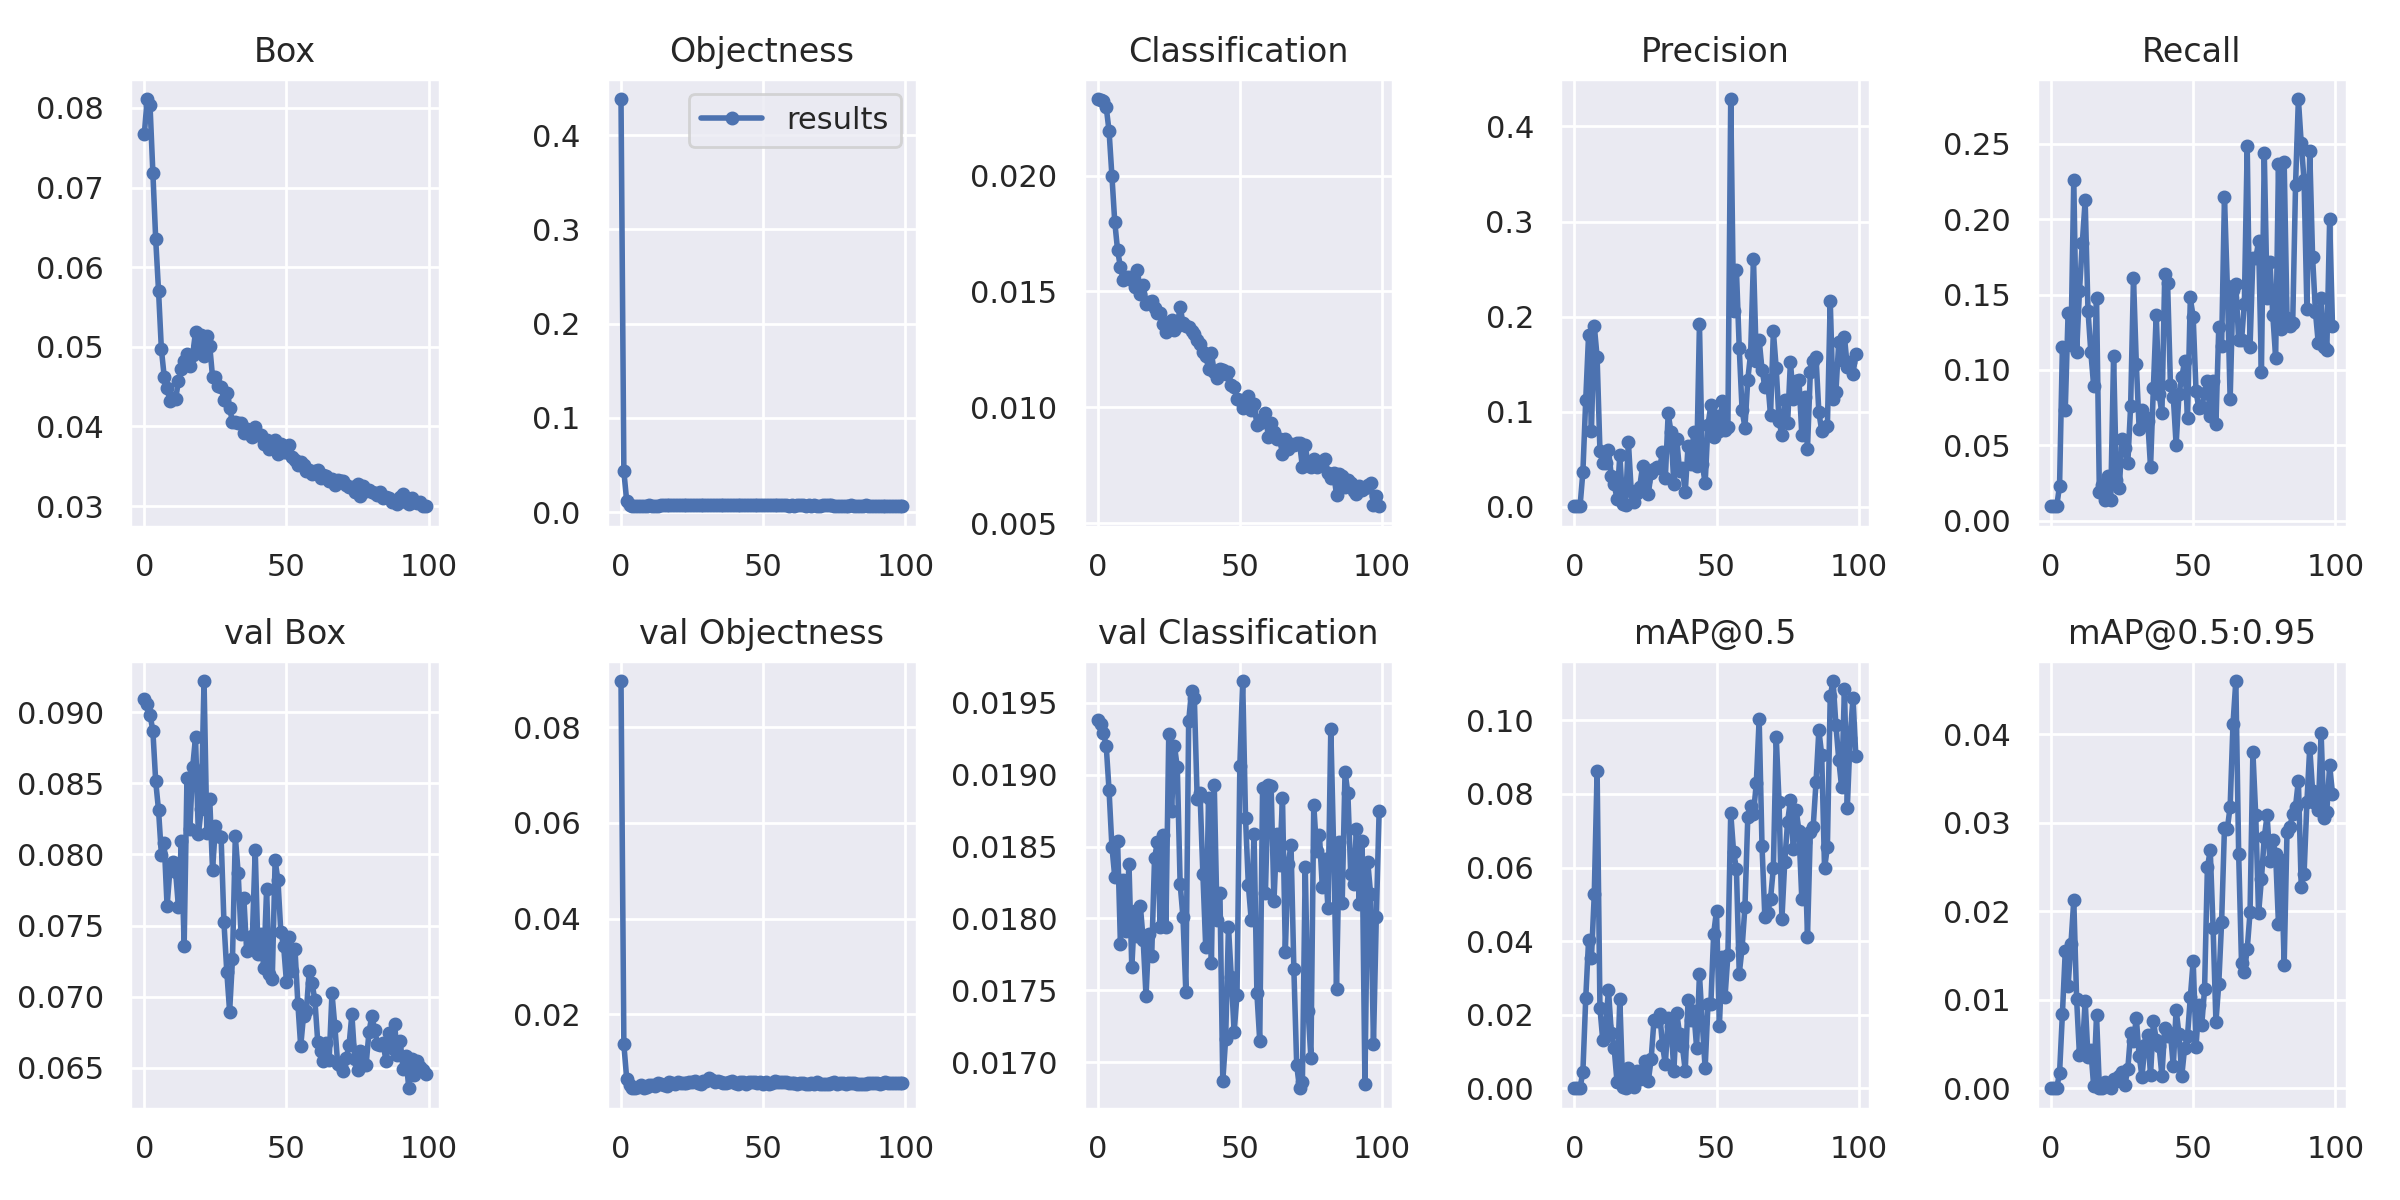 Box
0.08
0.07
0.06
0.05
0.04
0.03
0 50 100
Objectness
results
0.4
0.3
0.2
0.1
0.0
0 50 100
Classification
0.020
0.015
0.010
0.005
0 50 100
Precision
0.4
0.3
0.2
0.1
0.0
0 50 100
Recall
0.25
0.20
0.15
0.10
0.05
0.00
0 50 100
val Box
0.090
0.085
0.080
0.075
0.070
0.065
0 50 100
val Objectness
0.08
0.06
0.04
0.02
0 50 100
val Classification
0.0195
0.0190
0.0185
0.0180
0.0175
0.0170
0 50 100
mAP@0.5
0.10
0.08
0.06
0.04
0.02
0.00
0 50 100
mAP@0.5:0.95
0.04
0.03
0.02
0.01
0.00
0 50 100